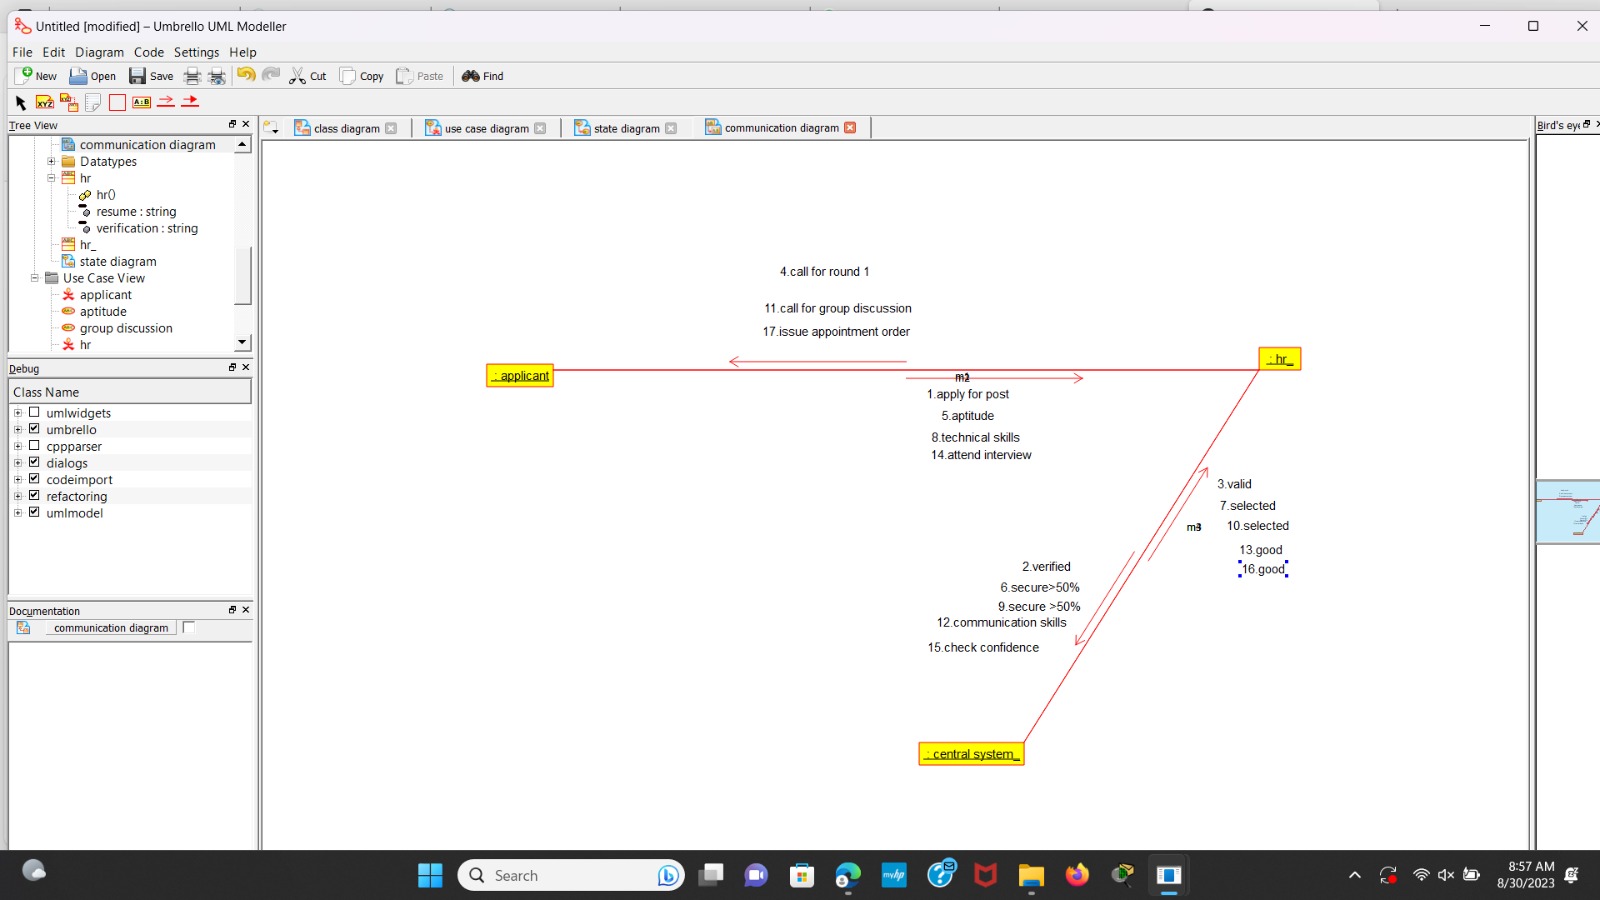 Untitled [modified] – Umbrello UML Modeller
File Edit Diagram Code Settings Help
New Open Save Cut Copy Paste Find
XYZ A:B
Tree View
class diagram use case diagram state diagram communication diagram
Bird's ey
communication diagram
Datatypes
hr
hr()
resume : string
verification : string
hr_
state diagram
Use Case View
applicant
aptitude
group discussion
hr
Debug
Class Name
umlwidgets
umbrello
cppparser
dialogs
codeimport
refactoring
umlmodel
Documentation
communication diagram
4.call for round 1
11.call for group discussion
17.issue appointment order
: applicant
: hr_
1.apply for post
5.aptitude
8.technical skills
14.attend interview
3.valid
7.selected
10.selected
13.good
16.good
2.verified
6.secure>50%
9.secure >50%
12.communication skills
15.check confidence
: central system_
Search
myhp
8:57 AM
8/30/2023